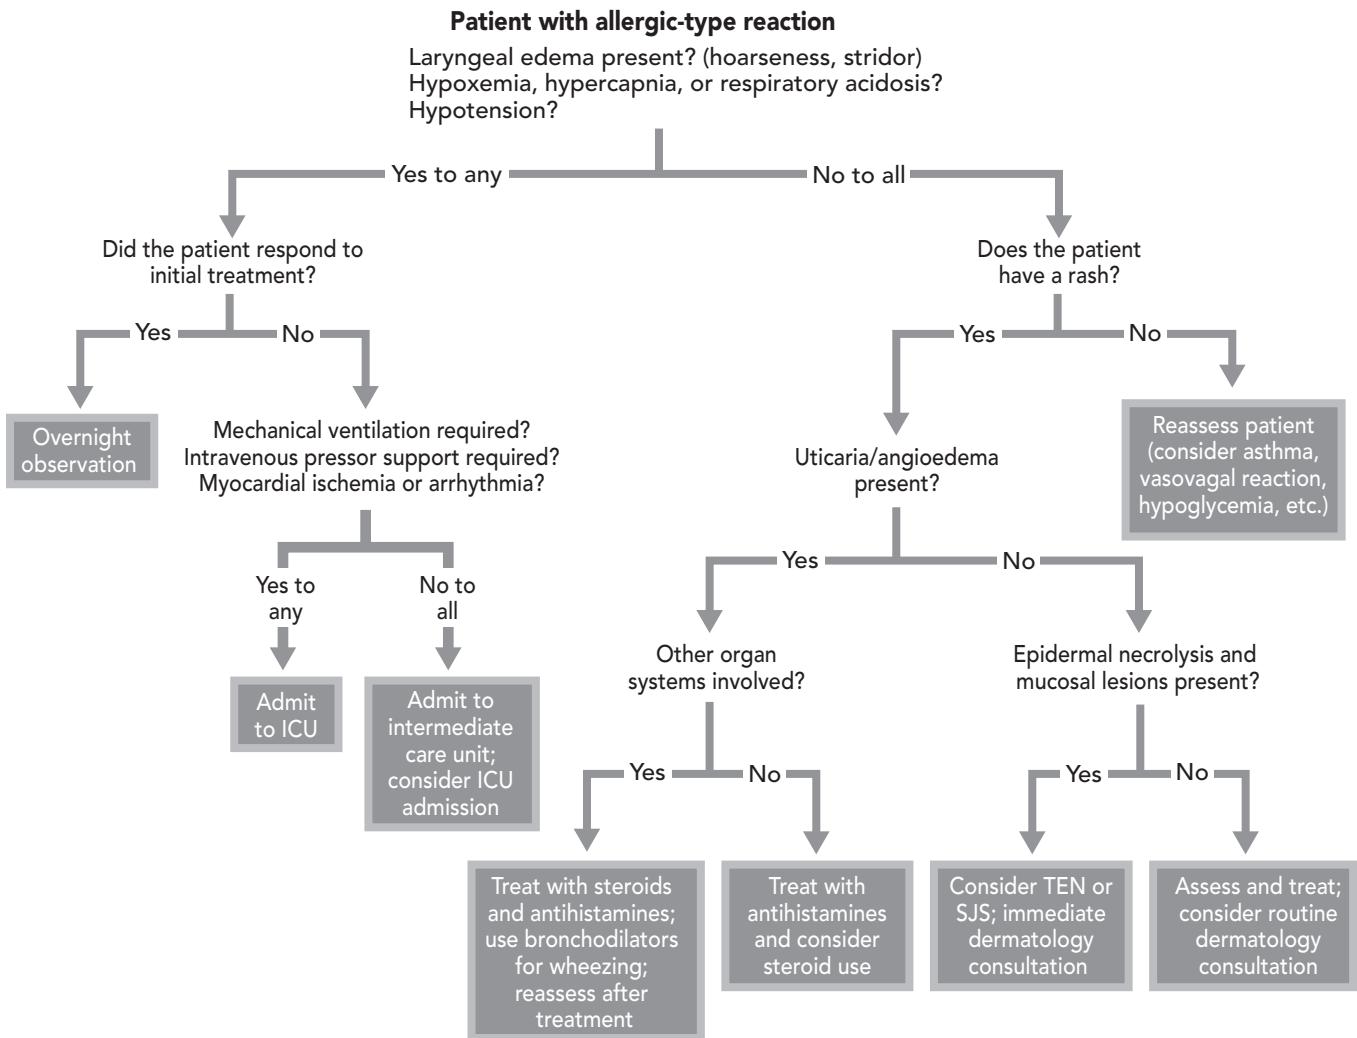 Patient with allergic-type reaction
Laryngeal edema present? (hoarseness, stridor)
Hypoxemia, hypercapnia, or respiratory acidosis?
Hypotension?
Yes to any
No to all
Did the patient respond to
initial treatment?
Does the patient
have a rash?
Yes
No
Yes
No
Overnight
observation
Mechanical ventilation required?
Intravenous pressor support required?
Myocardial ischemia or arrhythmia?
Uticaria/angioedema
present?
Reassess patient
(consider asthma,
vasovagal reaction,
hypoglycemia, etc.)
Yes to
any
No to
all
Yes
No
Admit
to ICU
Admit to
intermediate
care unit;
consider ICU
admission
Other organ
systems involved?
Epidermal necrolysis and
mucosal lesions present?
Yes
No
Yes
No
Treat with steroids
and antihistamines;
use bronchodilators
for wheezing;
reassess after
treatment
Treat with
antihistamines
and consider
steroid use
Consider TEN or
SJS; immediate
dermatology
consultation
Assess and treat;
consider routine
dermatology
consultation